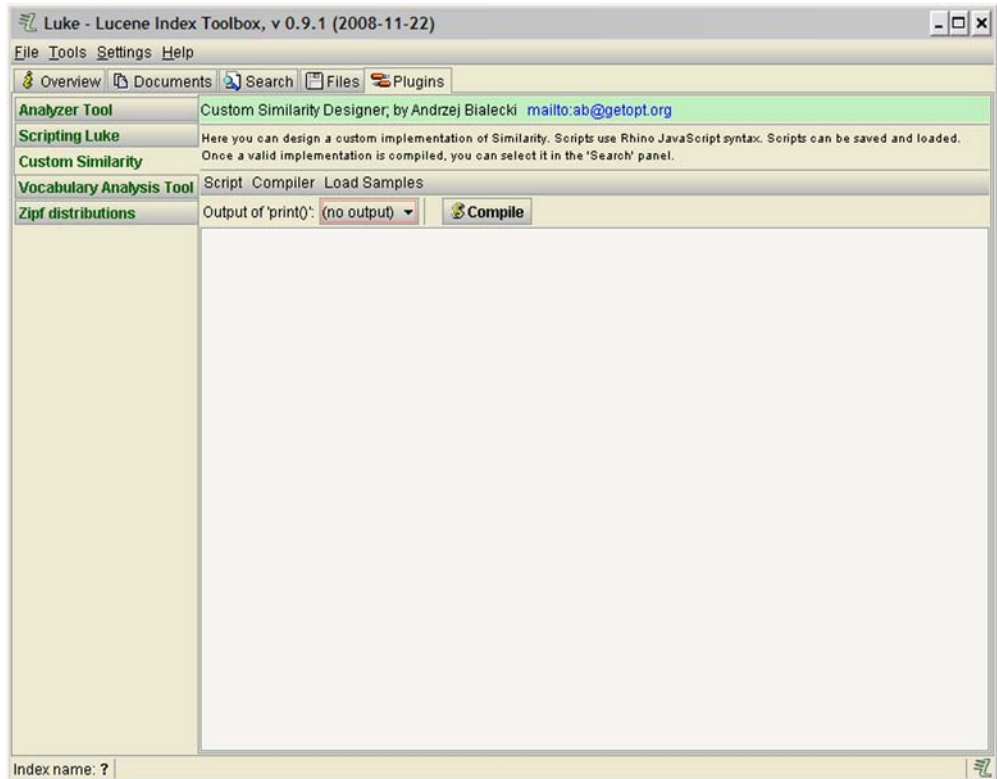 Luke - Lucene Index Toolbox, v 0.9.1 (2008-11-22)
File Tools Settings Help
Overview Documents Search Files Plugins
Analyzer Tool
Scripting Luke
Custom Similarity
Vocabulary Analysis Tool
Zipf distributions
Custom Similarity Designer; by Andrzej Bialecki mailto:ab@getopt.org
Here you can design a custom implementation of Similarity. Scripts use Rhino JavaScript syntax. Scripts can be saved and loaded.
Once a valid implementation is compiled, you can select it in the 'Search' panel.
Script Compiler Load Samples
Output of 'print()': (no output) Compile
Index name: ?